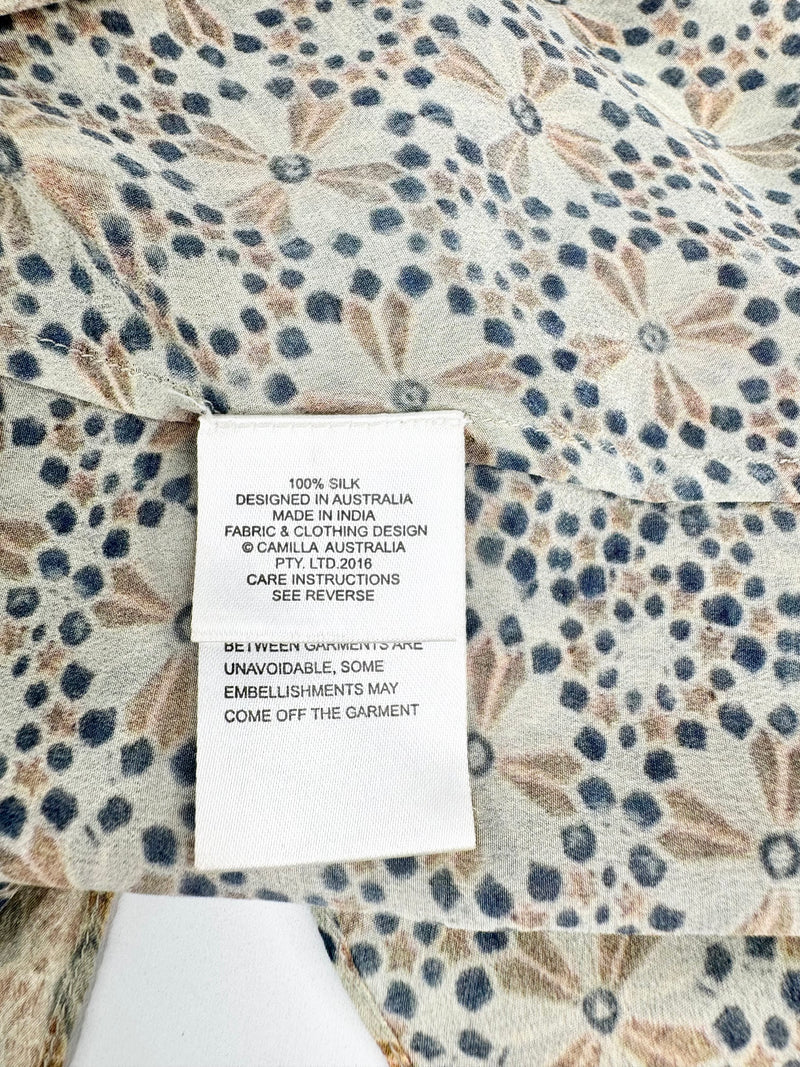 100% SILK
DESIGNED IN AUSTRALIA
MADE IN INDIA
FABRIC & CLOTHING DESIGN
© CAMILLA AUSTRALIA
PTY. LTD.2016
CARE INSTRUCTIONS
SEE REVERSE
BETWEEN GARMENTS ARE
UNAVOIDABLE, SOME
EMBELLISHMENTS MAY
COME OFF THE GARMENT